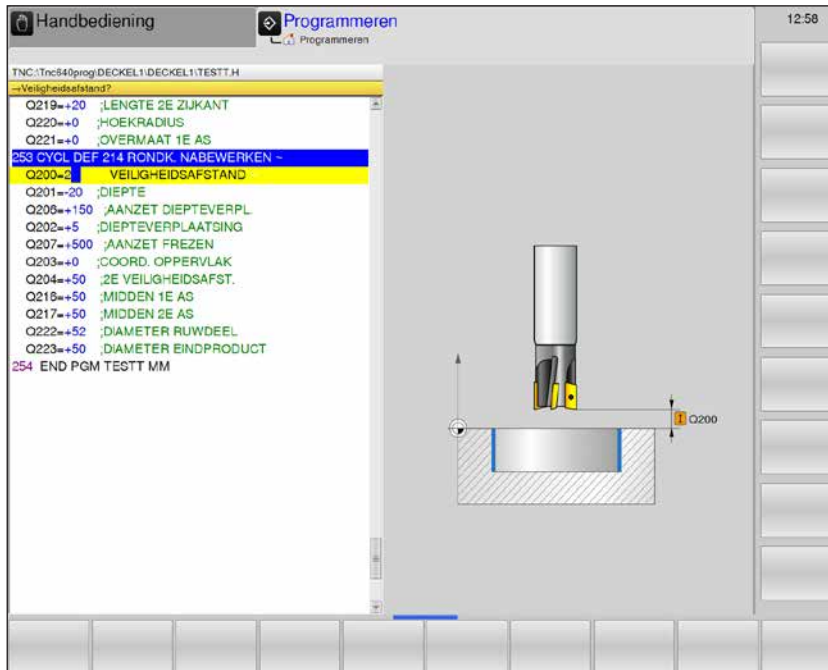 Handbediening
Programmeren
Programmeren
12:58
TNC:\Tnc640prog\DECKEL1\DECKEL1\TESTT.H
→Veiligheidsafstand?
Q219=+20 ;LENGTE 2E ZIJKANT
Q220=+0 ;HOEKRADIUS
Q221=+0 ;OVERMAAT 1E AS
253 CYCL DEF 214 RONDK. NABEWERKEN ~
Q200=2 VEILIGHEIDSAFSTAND
Q201=-20 ;DIEPTE
Q206=+150 ;AANZET DIEPTEVERPL.
Q202=+5 ;DIEPTEVERPLAATSING
Q207=+500 ;AANZET FREZEN
Q203=+0 ;COORD. OPPERVLAK
Q204=+50 ;2E VEILIGHEIDSAFST.
Q216=+50 ;MIDDEN 1E AS
Q217=+50 ;MIDDEN 2E AS
Q222=+52 ;DIAMETER RUWDEEL
Q223=+50 ;DIAMETER EINDPRODUCT
254 END PGM TESTT MM
Q200